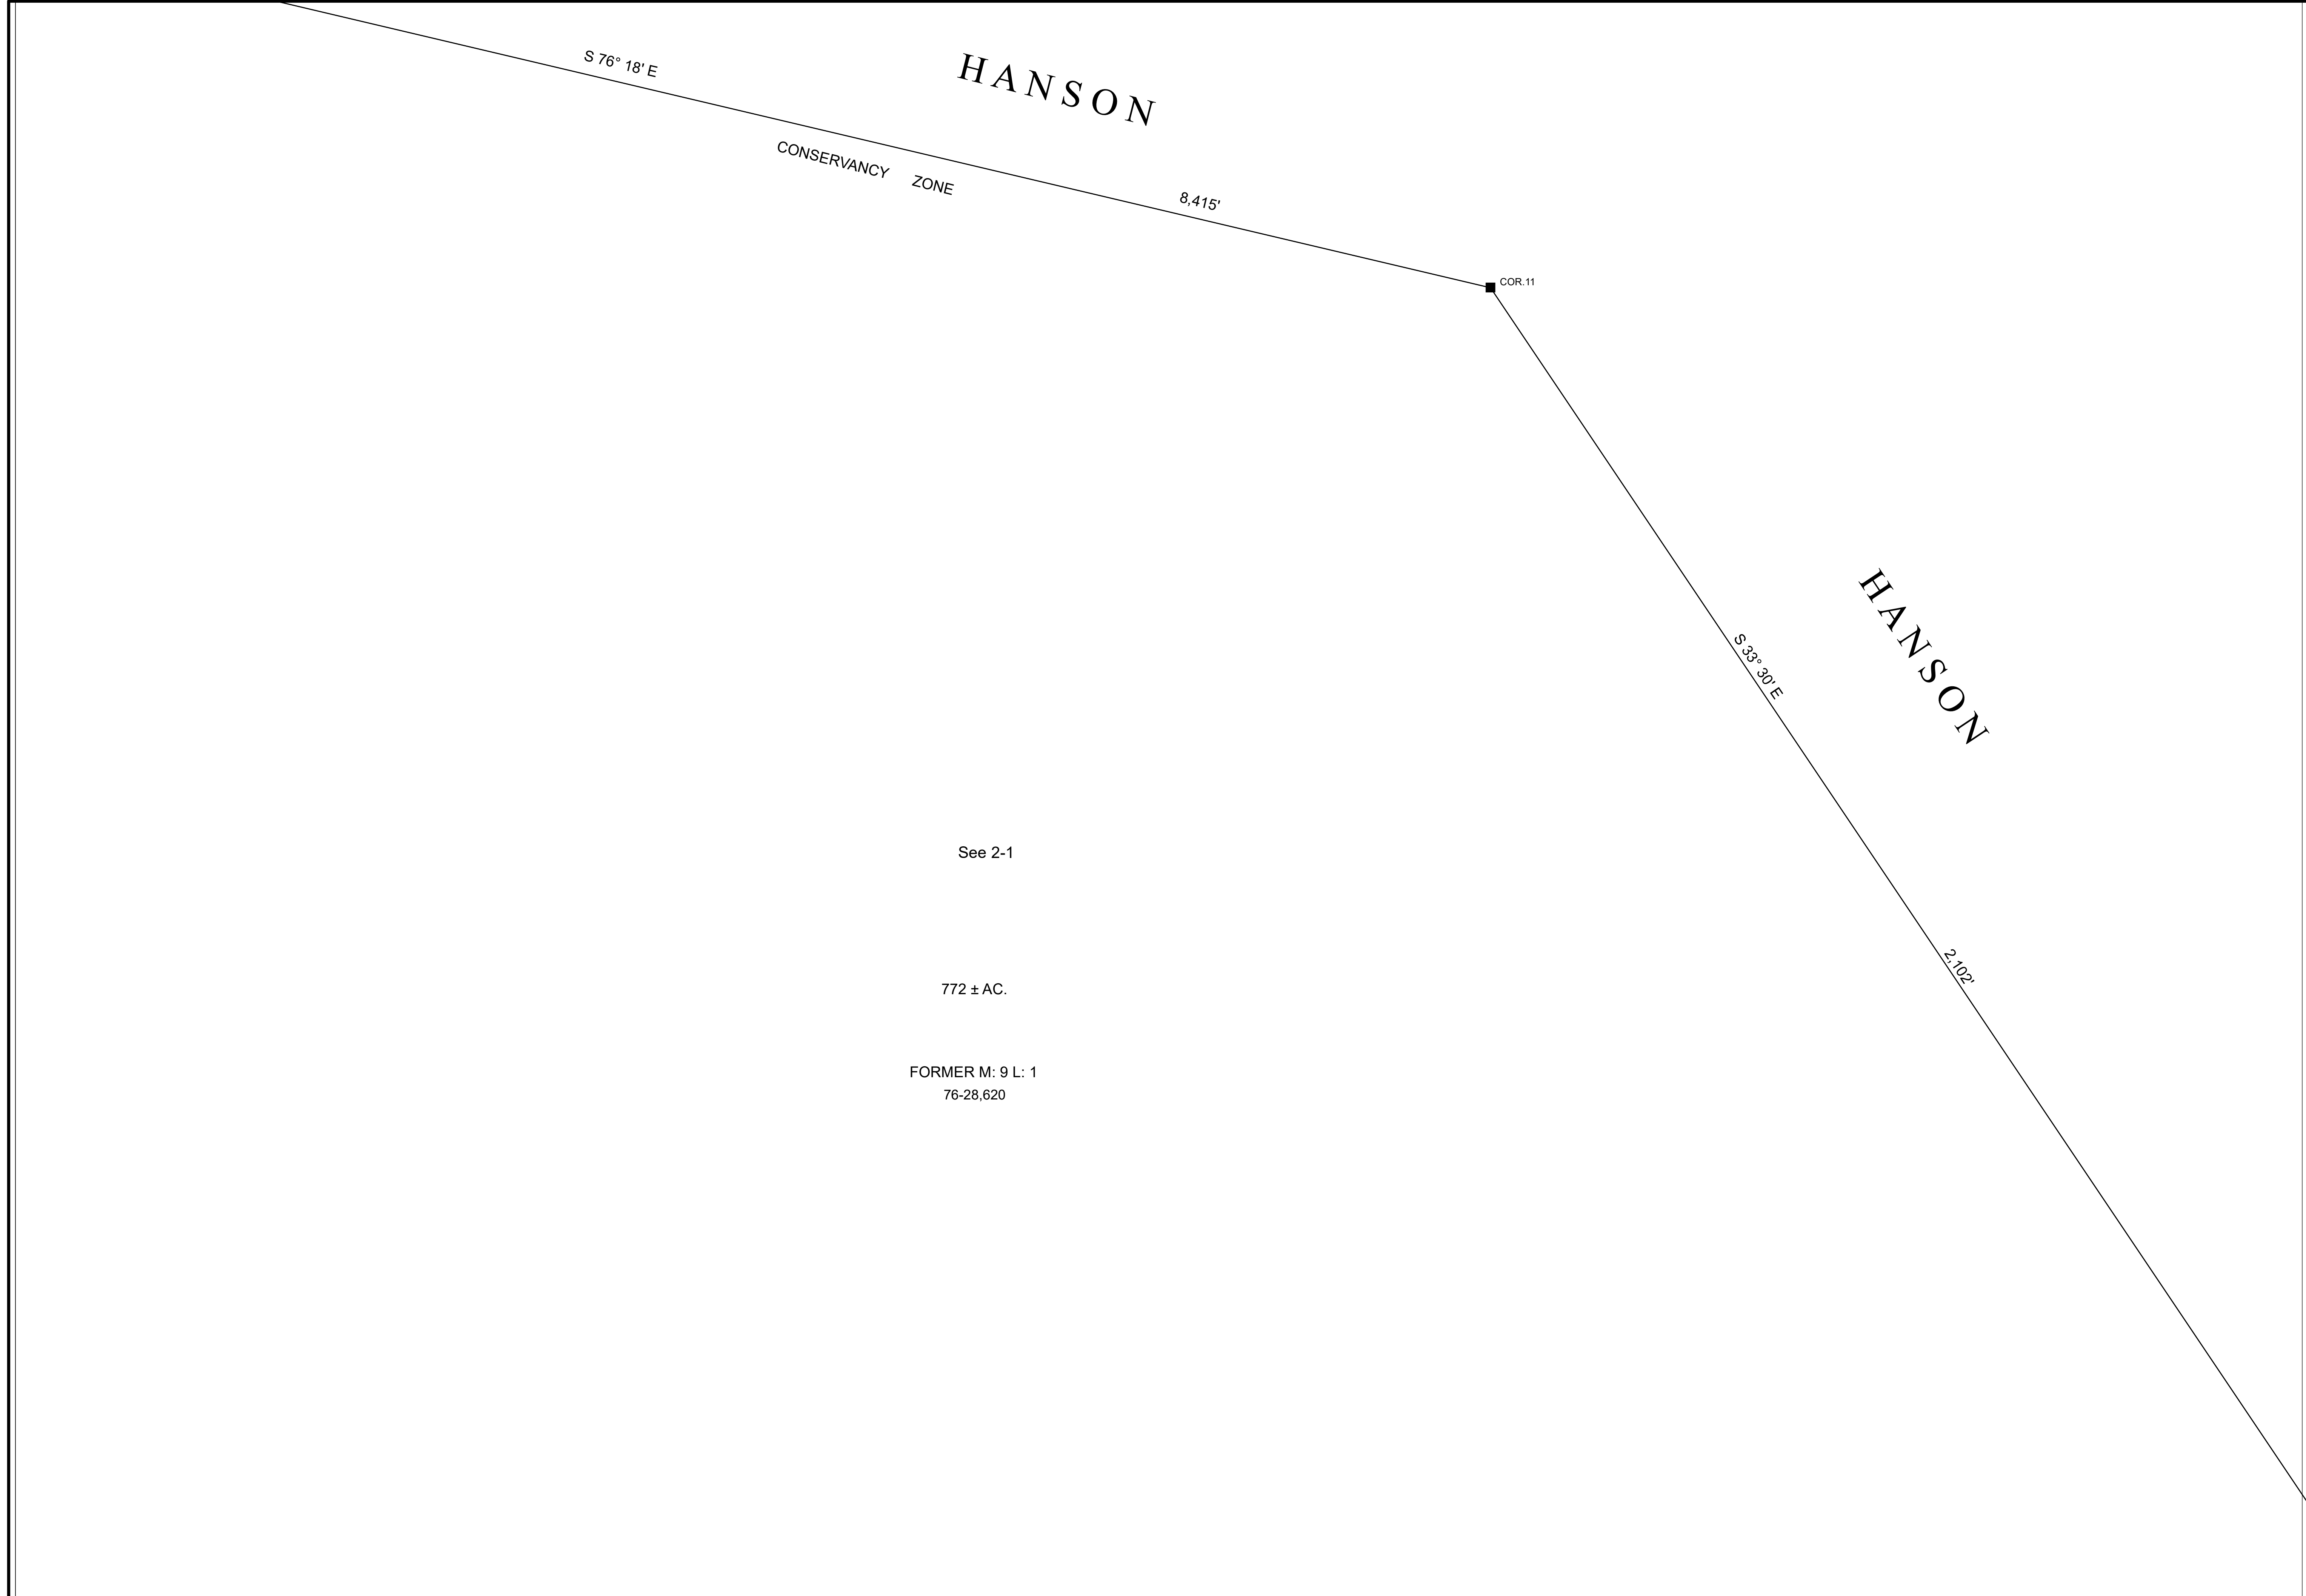 S 76° 18' E
HANSON
CONSERVANCY ZONE
8,415'
COR.11
HANSON
S 33° 30' E
See 2-1
2,102'
772 ± AC.
FORMER M: 9 L: 1
76-28,620